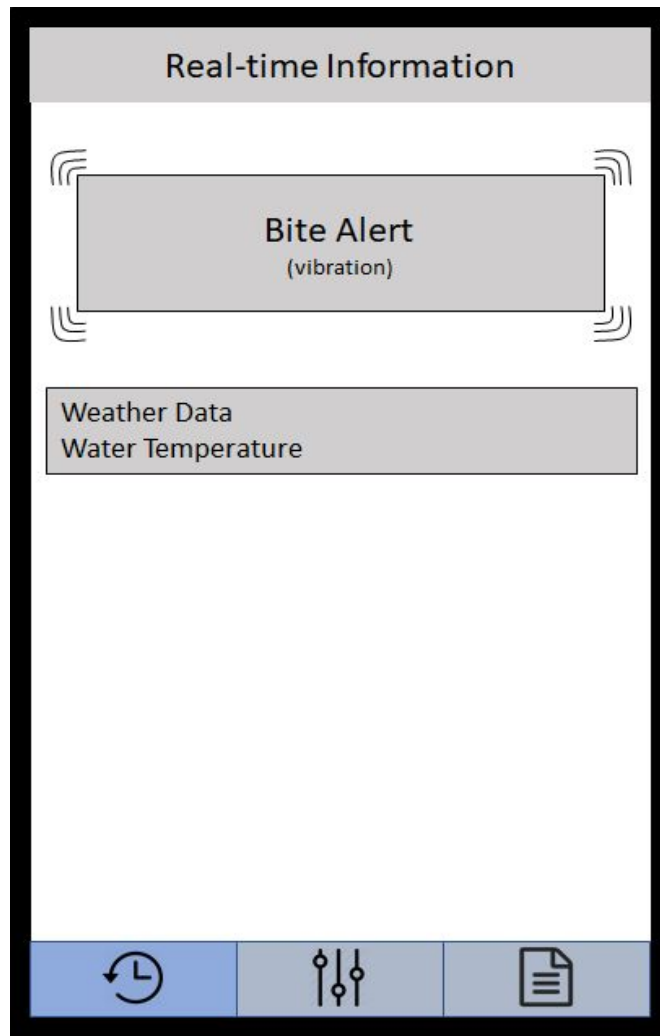 Real-time Information
Bite Alert
(vibration)
Weather Data
Water Temperature